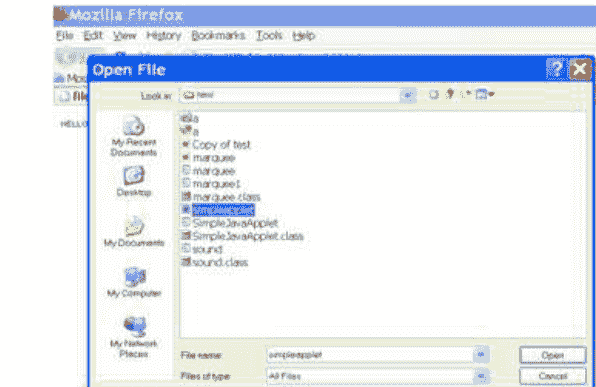 Mozilla Firefox
File Edit View History Bookmarks Tools Help
Open File
Look in: new
HELLO
My Recent
Documents
Desktop
My Documents
My Computer
My Network
Places
a
a
Copy of test
marquee
marquee
marquee1
marquee.class
simpleapplet
SimpleJavaApplet
SimpleJavaApplet.class
sound
sound.class
File name: simpleapplet
Open
Files of type: All Files
Cancel